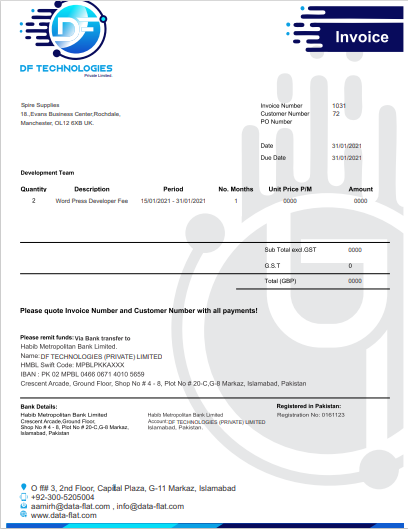 DF
Invoice
DF TECHNOLOGIES
Private Limited
Spire Supplies
18.,Evans Business Center,Rochdale,
Manchester, OL12 6XB UK.
Invoice Number 1031
Customer Number 72
PO Number
Date 31/01/2021
Due Date 31/01/2021
Development Team
Quantity Description Period No. Months Unit Price P/M Amount
2 Word Press Developer Fee 15/01/2021 - 31/01/2021 1 0000 0000
Sub Total excl.GST 0000
G.S.T 0
Total (GBP) 0000
Please quote Invoice Number and Customer Number with all payments!
Please remit funds: Via Bank transfer to
Habib Metropolitan Bank Limited.
Name: DF TECHNOLOGIES (PRIVATE) LIMITED
HMBL Swift Code: MPBLPKKAXXX
IBAN : PK 02 MPBL 0466 0671 4010 5659
Crescent Arcade,Ground Floor, Shop No # 4 - 8, Plot No # 20-C,G-8 Markaz, Islamabad, Pakistan
Bank Details:
Habib Metropolitan Bank Limited
Crescent Arcade,Ground Floor,
Shop No # 4 - 8, Plot No # 20-C,G-8 Markaz,
Islamabad, Pakistan
Habib Metropolitan Bank Limited
Account:DF TECHNOLOGIES (PRIVATE) LIMITED
Islamabad, Pakistan.
Registered in Pakistan:
Registration No: 0161123
O ff# 3, 2nd Floor, Capital Plaza, G-11 Markaz, Islamabad
+92-300-5205004
aamirh@data-flat.com , info@data-flat.com
www.data-flat.com